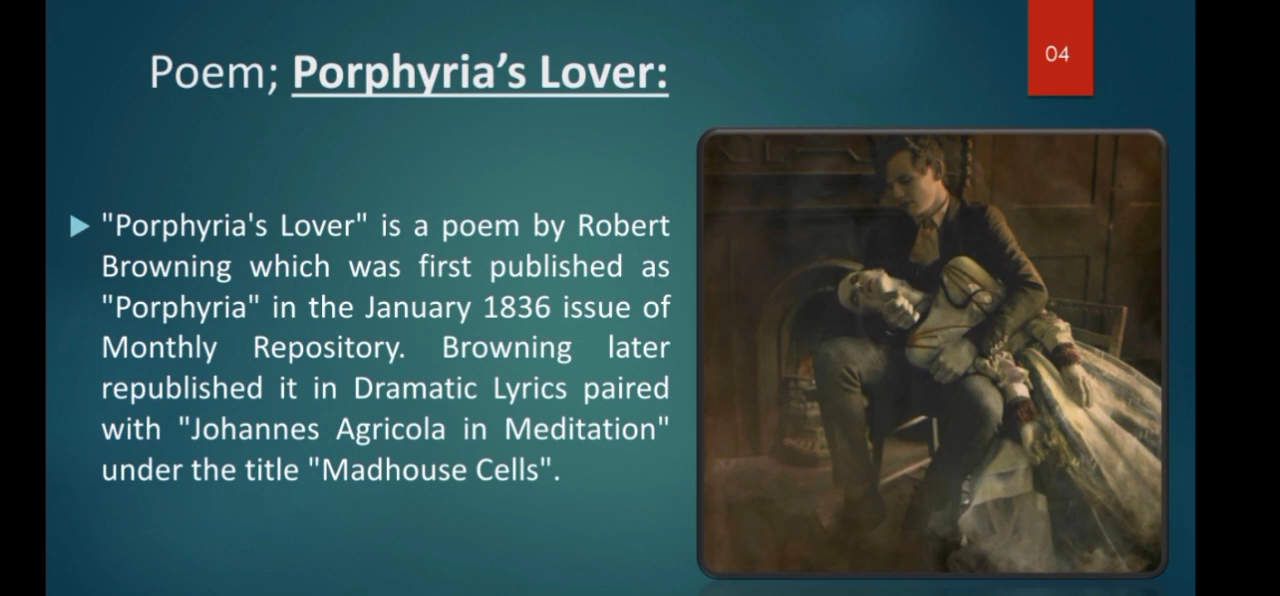 04
Poem; Porphyria’s Lover:
"Porphyria's Lover" is a poem by Robert
Browning which was first published as
"Porphyria" in the January 1836 issue of
Monthly Repository. Browning later
republished it in Dramatic Lyrics paired
with "Johannes Agricola in Meditation"
under the title "Madhouse Cells".